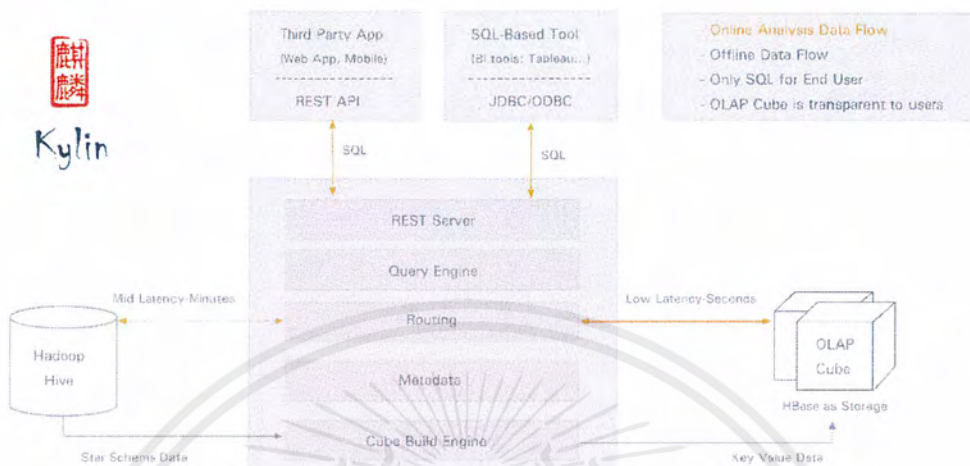 麒麟
Kylin
Third Party App
(Web App, Mobile)
REST API
SQL-Based Tool
(BI tools: Tableau...)
JDBC/ODBC
Online Analysis Data Flow
- Offline Data Flow
- Only SQL for End User
- OLAP Cube is transparent to users
SQL
SQL
REST Server
Query Engine
Mid Latency-Minutes
Routing
Low Latency-Seconds
Hadoop
Hive
Metadata
OLAP
Cube
HBase as Storage
Cube Build Engine
Star Schema Data
Key Value Data